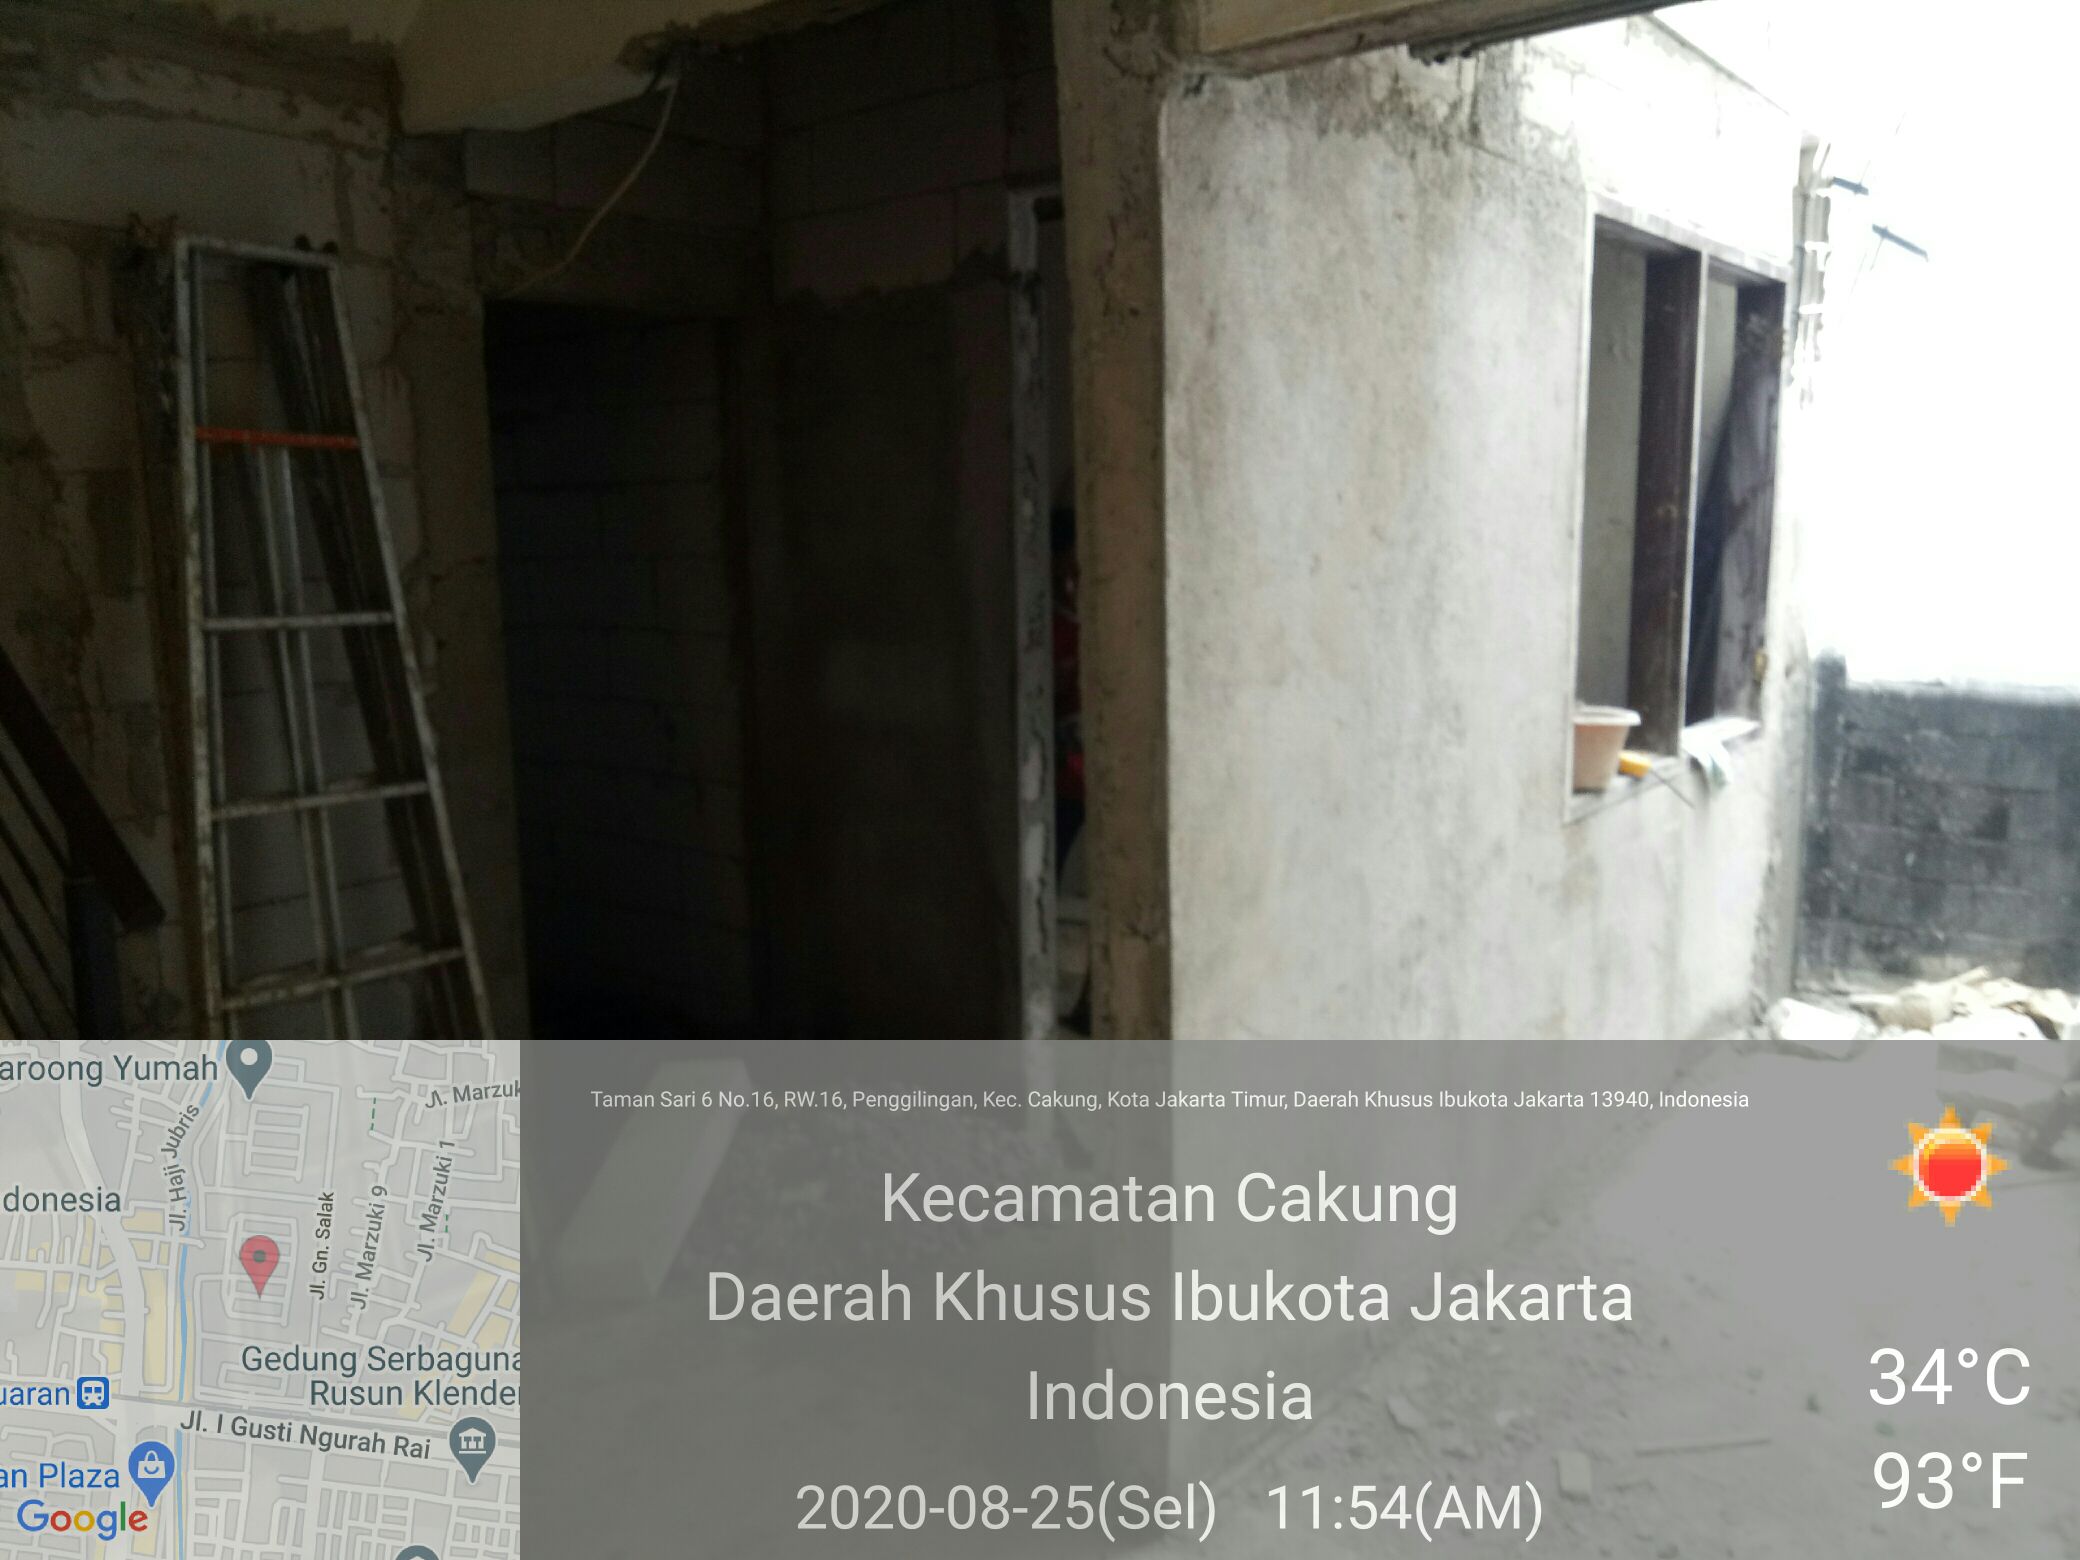 aroong Yumah
Jl. Marzuk
Jl. Haji Jubris
donesia
Jl. Gn. Salak
Jl. Marzuki 9
Jl. Marzuki 1
Gedung Serbaguna
Rusun Klender
uaran
Jl. I Gusti Ngurah Rai
an Plaza
Google
Taman Sari 6 No.16, RW.16, Penggilingan, Kec. Cakung, Kota Jakarta Timur, Daerah Khusus Ibukota Jakarta 13940, Indonesia
Kecamatan Cakung
Daerah Khusus Ibukota Jakarta
Indonesia
2020-08-25(Sel) 11:54(AM)
34°C
93°F